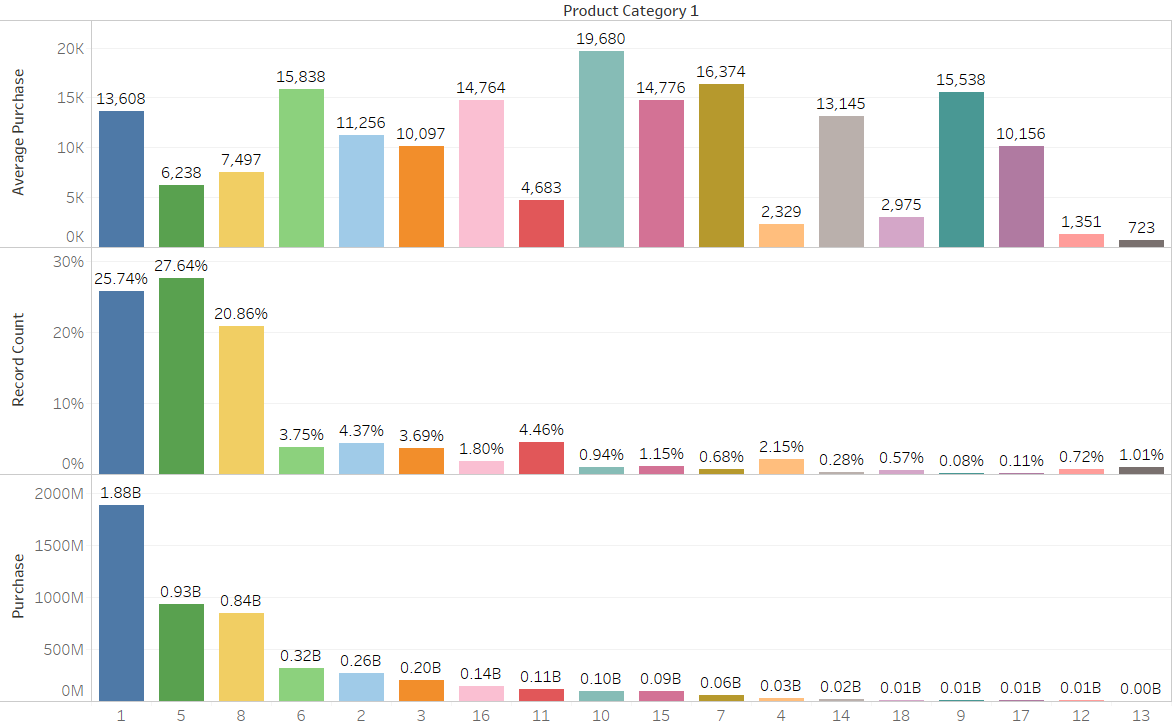 Product Category 1
Average Purchase
20K
15K
10K
5K
0K
13,608
6,238
7,497
15,838
11,256
10,097
14,764
4,683
19,680
14,776
16,374
2,329
13,145
2,975
15,538
10,156
1,351
723
Record Count
30%
20%
10%
0%
25.74%
27.64%
20.86%
3.75%
4.37%
3.69%
1.80%
4.46%
0.94%
1.15%
0.68%
2.15%
0.28%
0.57%
0.08%
0.11%
0.72%
1.01%
Purchase
2000M
1500M
1000M
500M
0M
1.88B
0.93B
0.84B
0.32B
0.26B
0.20B
0.14B
0.11B
0.10B
0.09B
0.06B
0.03B
0.02B
0.01B
0.01B
0.01B
0.01B
0.00B
1 5 8 6 2 3 16 11 10 15 7 4 14 18 9 17 12 13